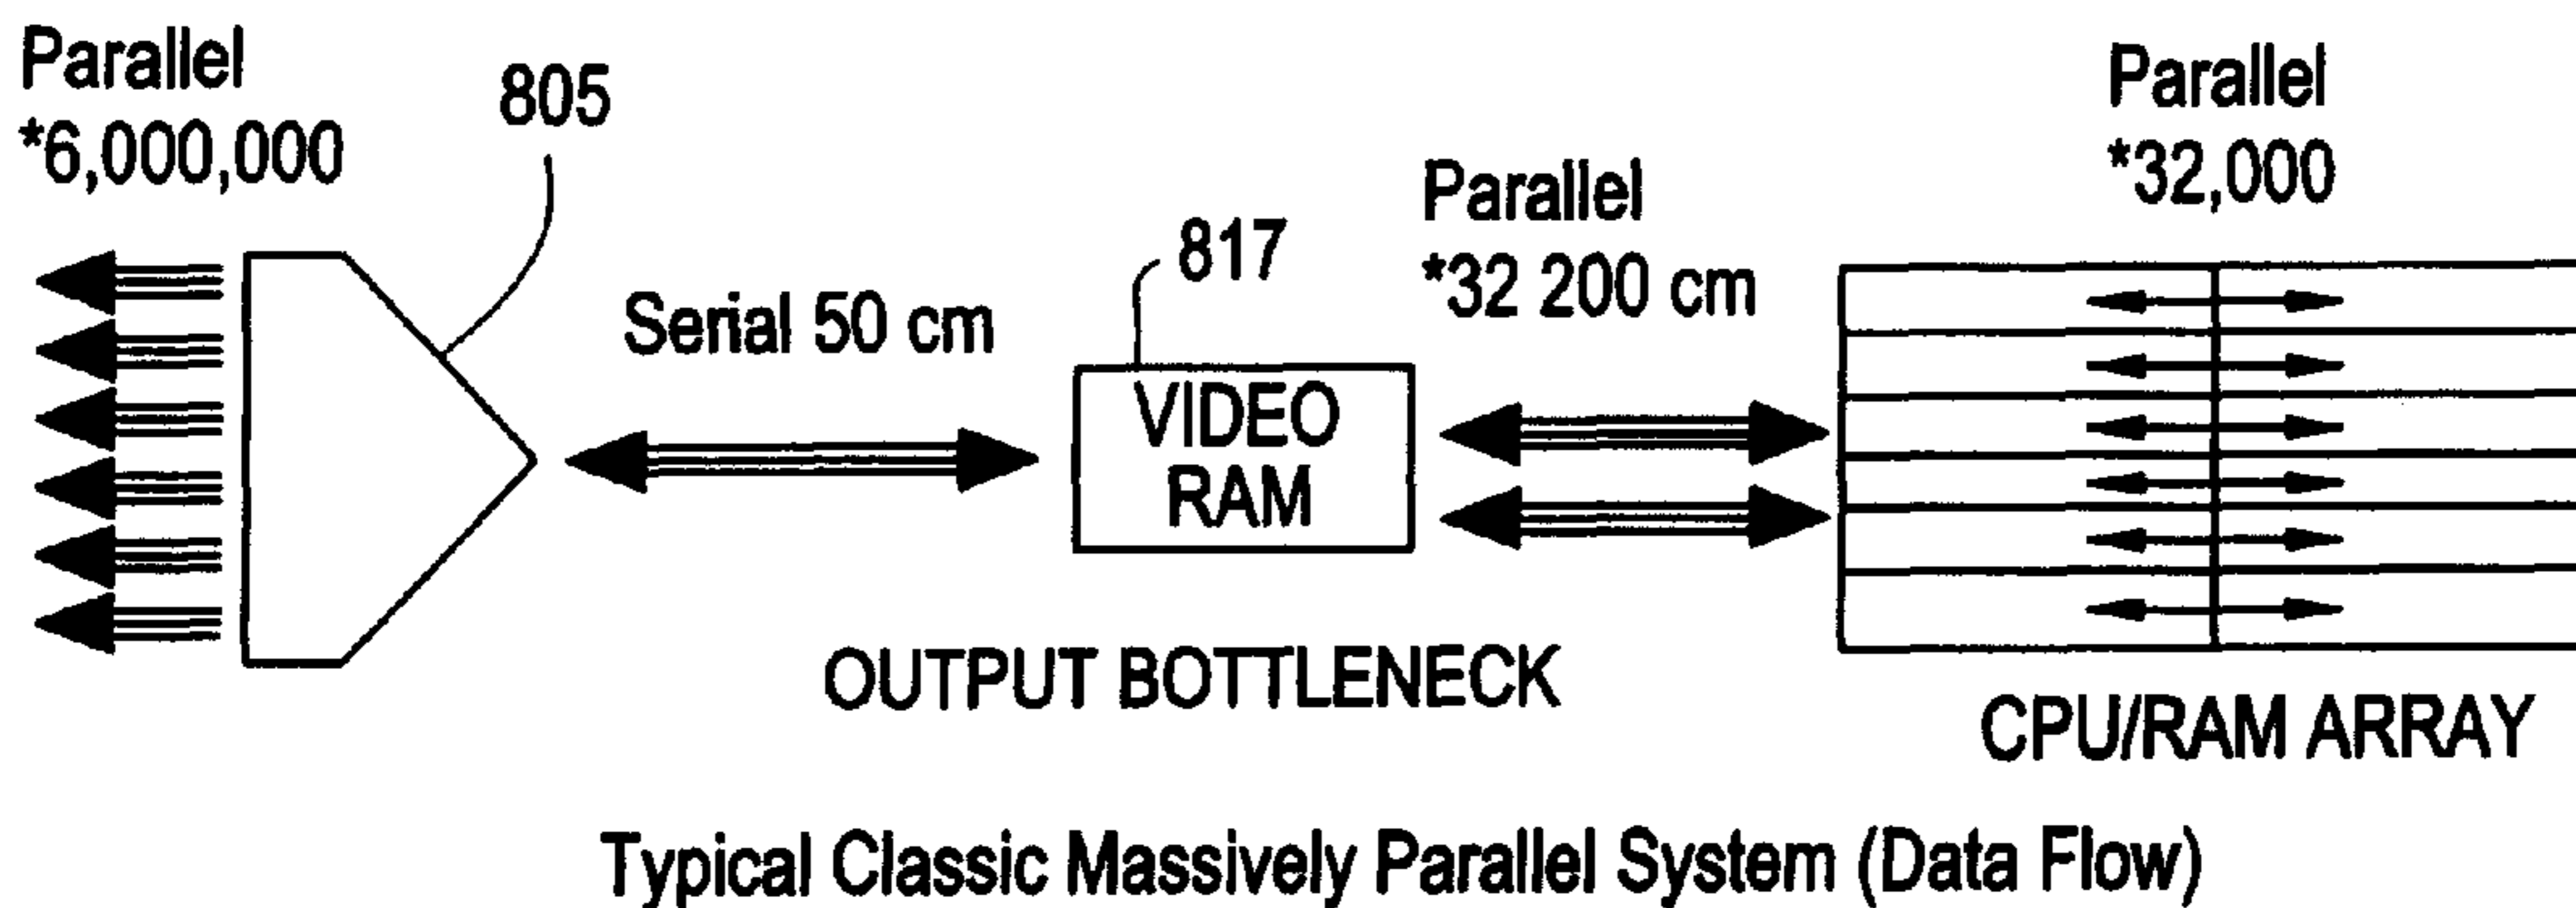 Parallel
*6,000,000
805
Serial 50 cm
817
VIDEO
RAM
Parallel
*32 200 cm
Parallel
*32,000
OUTPUT BOTTLENECK
CPU/RAM ARRAY
Typical Classic Massively Parallel System (Data Flow)